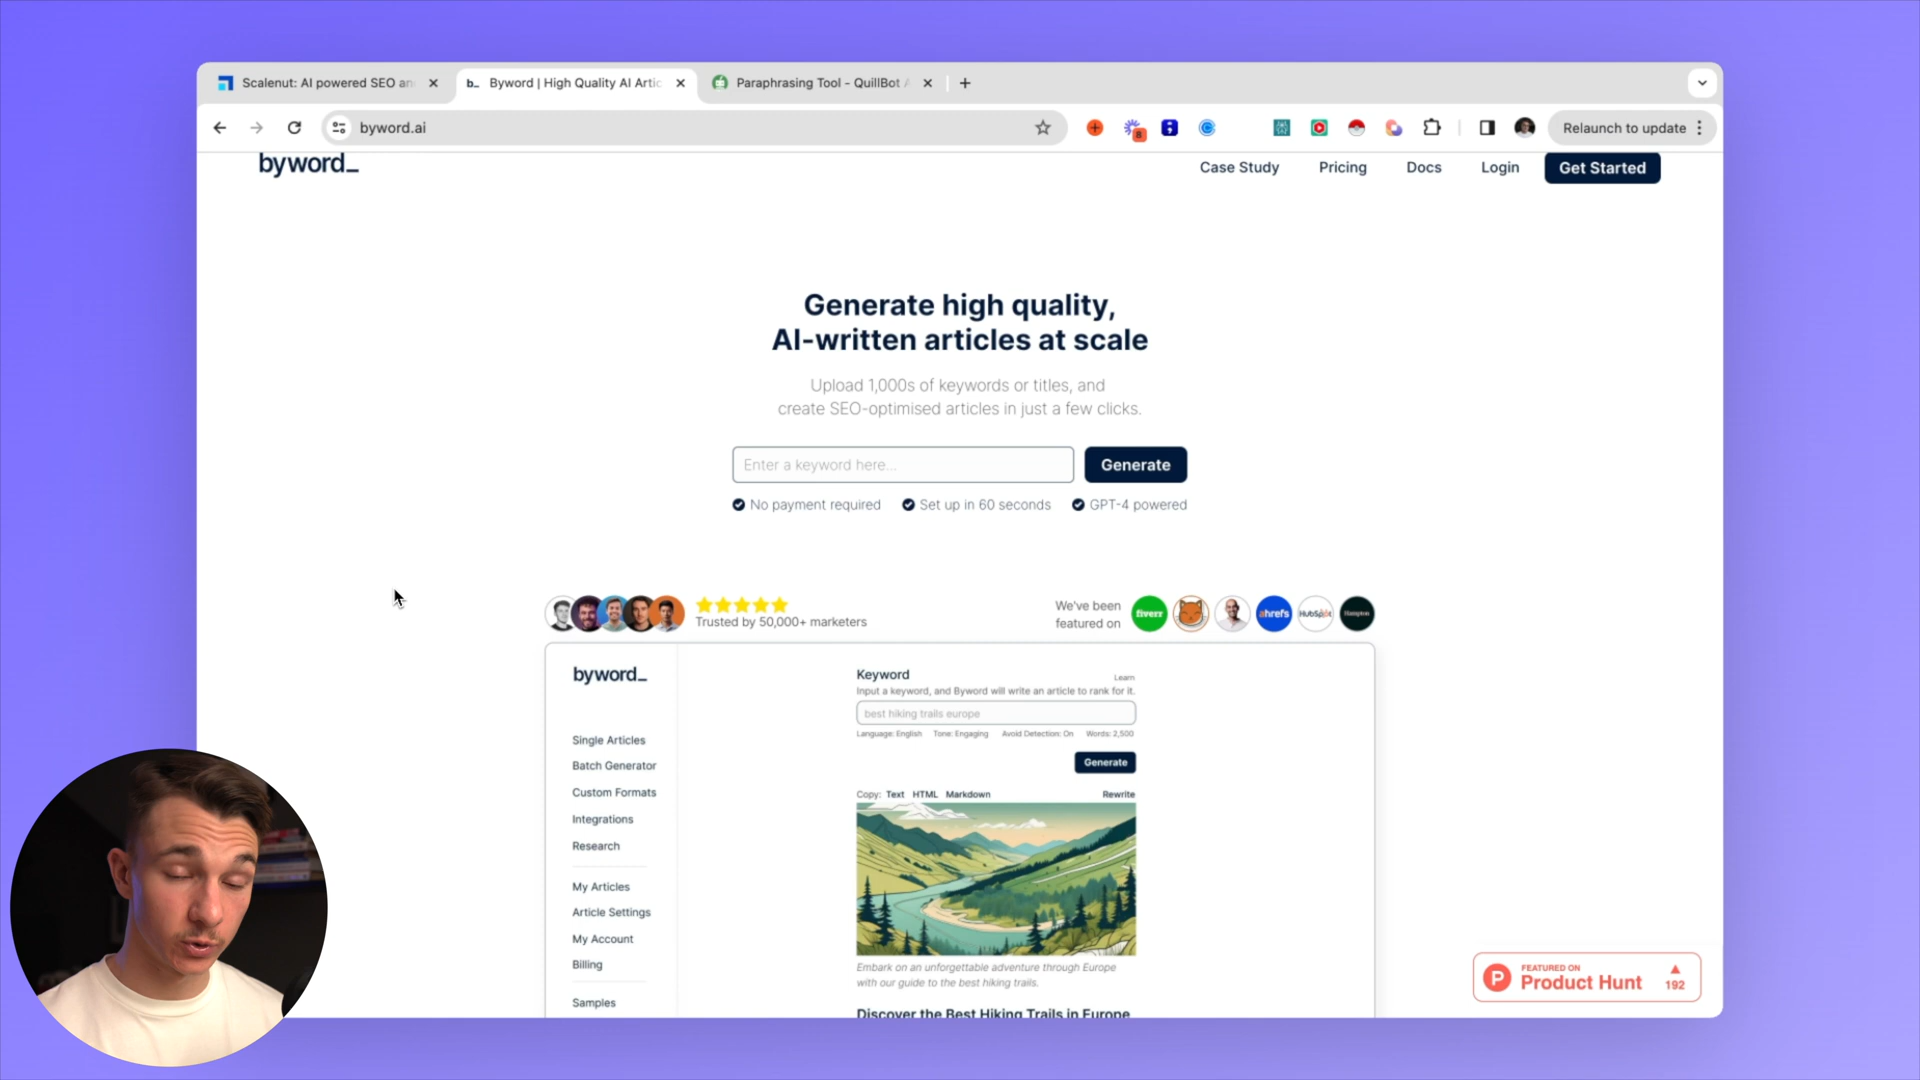 Scalenut: AI powered SEO an
b_ Byword | High Quality AI Artic
Paraphrasing Tool - QuillBot A
byword.ai
8
Relaunch to update
byword_
Case Study
Pricing
Docs
Login
Get Started
Generate high quality,
AI-written articles at scale
Upload 1,000s of keywords or titles, and
create SEO-optimised articles in just a few clicks.
Enter a keyword here...
Generate
No payment required
Set up in 60 seconds
GPT-4 powered
Trusted by 50,000+ marketers
We've been
featured on
fiverr
ahrefs
HubSpot
Hampton
byword_
Single Articles
Batch Generator
Custom Formats
Integrations
Research
My Articles
Article Settings
My Account
Billing
Samples
Keyword
Learn
Input a keyword, and Byword will write an article to rank for it.
best hiking trails europe
Language: English Tone: Engaging Avoid Detection: On Words: 2,500
Generate
Copy: Text HTML Markdown
Rewrite
Embark on an unforgettable adventure through Europe
with our guide to the best hiking trails.
Discover the Best Hiking Trails in Europe
P
FEATURED ON
Product Hunt
192